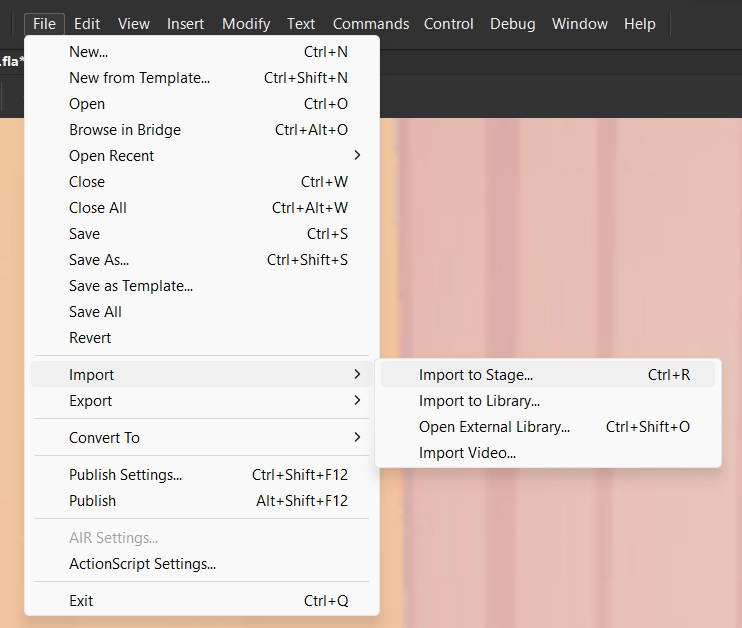 File Edit View Insert Modify Text Commands Control Debug Window Help
.fla*
New... Ctrl+N
New from Template... Ctrl+Shift+N
Open Ctrl+O
Browse in Bridge Ctrl+Alt+O
Open Recent
Close Ctrl+W
Close All Ctrl+Alt+W
Save Ctrl+S
Save As... Ctrl+Shift+S
Save as Template...
Save All
Revert
Import
Export
Convert To
Publish Settings... Ctrl+Shift+F12
Publish Alt+Shift+F12
AIR Settings...
ActionScript Settings...
Exit Ctrl+Q
Import to Stage... Ctrl+R
Import to Library...
Open External Library... Ctrl+Shift+O
Import Video...